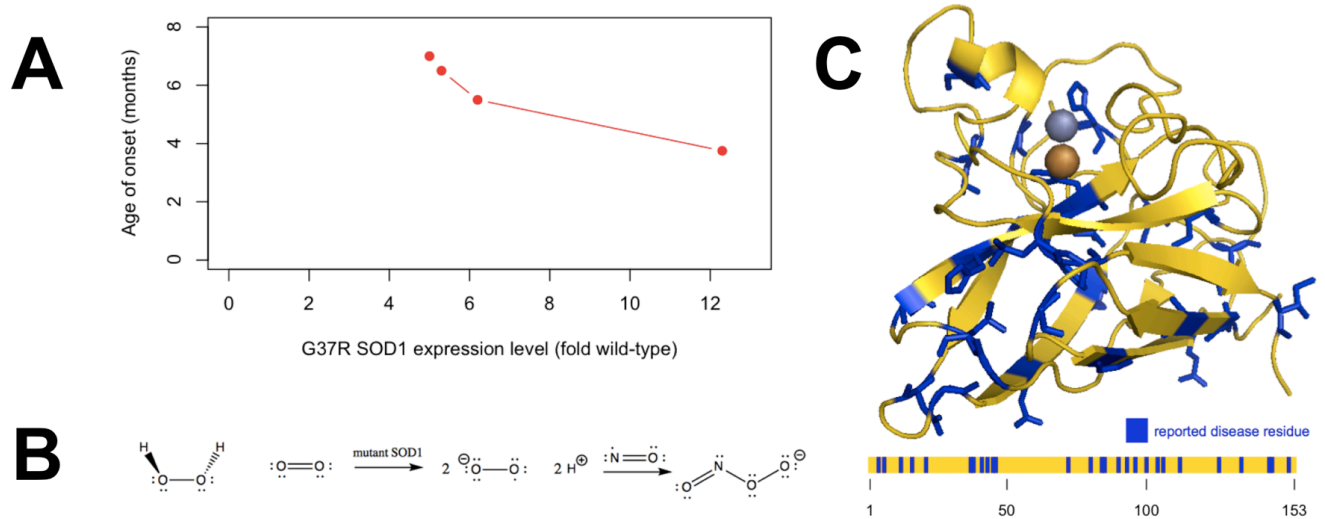 A
Age of onset (months)
8
6
4
2
0
0 2 4 6 8 10 12
G37R SOD1 expression level (fold wild-type)
B
H H
:O—O: :O=O: mutant SOD1 2 ⊖:O—O: 2 H⊕ :N=O: :O=N—O—O:⊖
C
reported disease residue
1 50 100 153